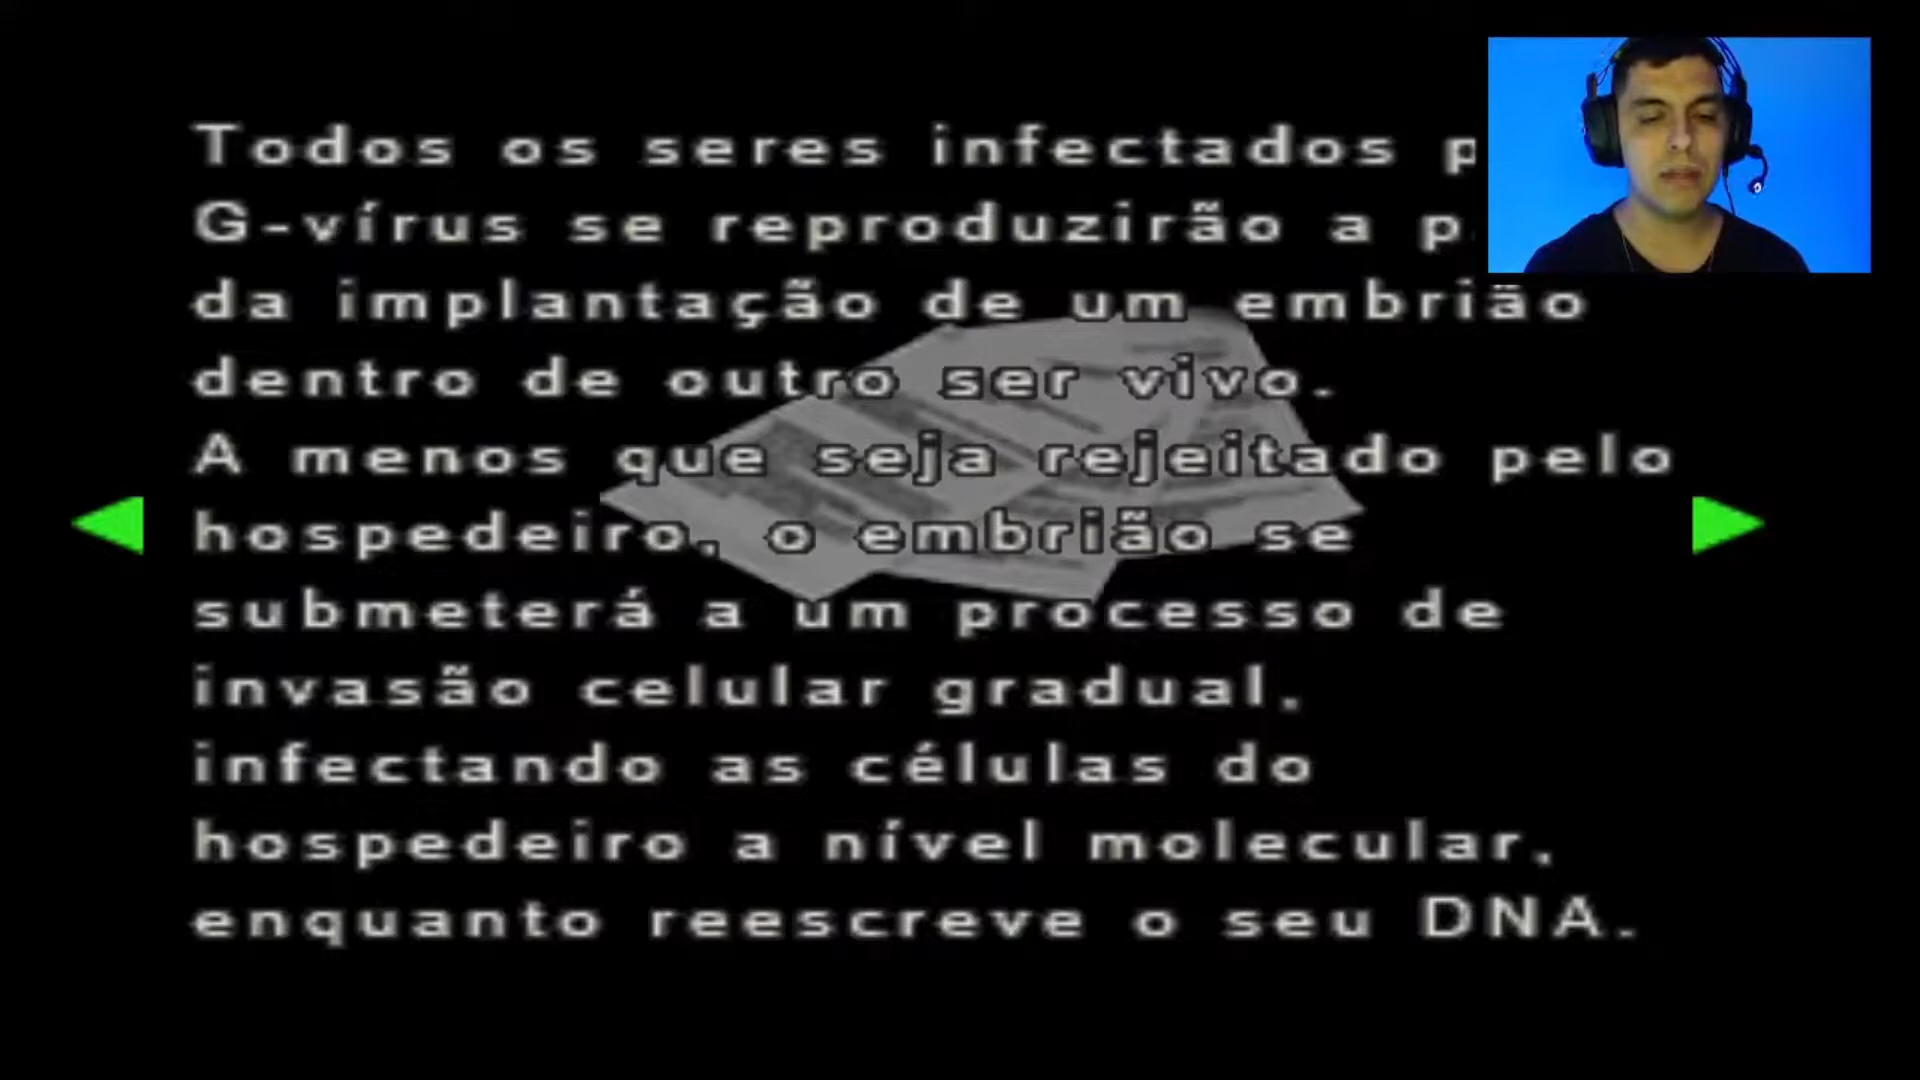 Todos os seres infectados
G-vírus se reproduzirão a
da implantação de um embrião
dentro de outro ser vivo.
A menos que seja rejeitado pelo
hospedeiro, o embrião se
submeterá a um processo de
invasão celular gradual,
infectando as células do
hospedeiro a nível molecular,
enquanto reescreve o seu DNA.